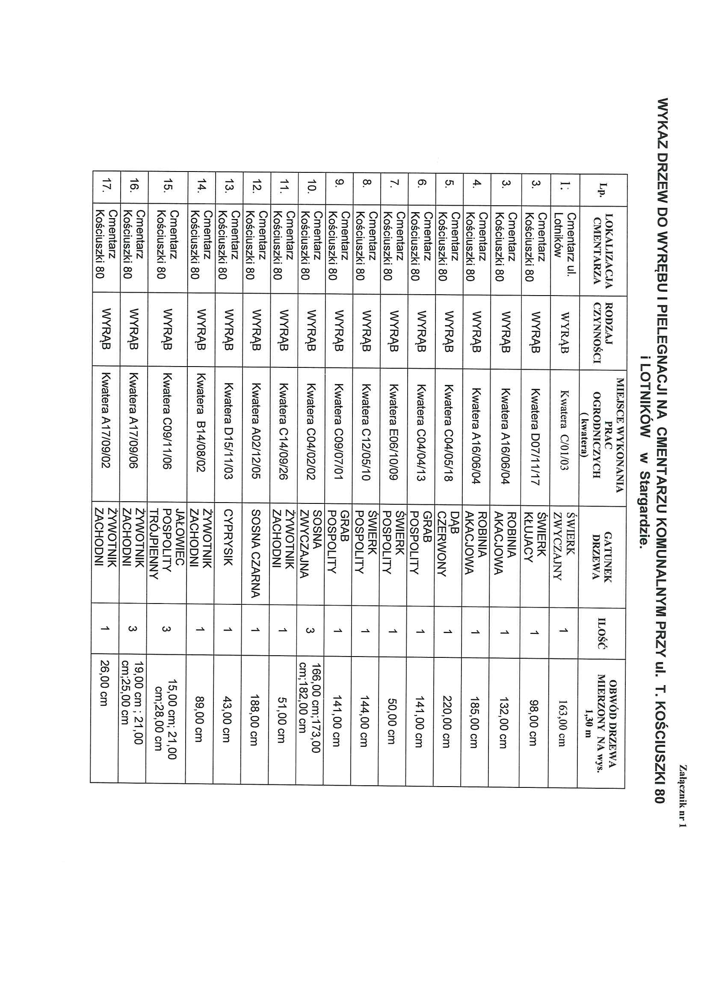 Załącznik nr 1
WYKAZ DRZEW DO WYRĘBU I PIELEGNACJI NA CMENTARZU KOMUNALNYM PRZY ul. T. KOŚCIUSZKI 80
i LOTNIKÓW w Stargardzie.
Lp.
LOKALIZACJA
CMENTARZA
RODZAJ
CZYNNOŚCI
MIEJSCE WYKONANIA
PRAC
OGRODNICZYCH
( kwatera)
GATUNEK
DRZEWA
ILOŚĆ
OBWÓD DRZEWA
MIERZONY NA wys.
1,30 m
1.
Cmentarz ul.
Lotników
WYRĄB
Kwatera C/01/03
ŚWIERK
ZWYCZAJNY
1
163,00 cm
3.
Cmentarz
Kościuszki 80
WYRĄB
Kwatera D07/11/17
ŚWIERK
KŁUJACY
1
98,00 cm
3.
Cmentarz
Kościuszki 80
WYRĄB
Kwatera A16/06/04
ROBINIA
AKACJOWA
1
132,00 cm
4.
Cmentarz
Kościuszki 80
WYRĄB
Kwatera A16/06/04
ROBINIA
AKACJOWA
1
185,00 cm
5.
Cmentarz
Kościuszki 80
WYRĄB
Kwatera C04/05/18
DĄB
CZERWONY
1
220,00 cm
6.
Cmentarz
Kościuszki 80
WYRĄB
Kwatera C04/04/13
GRAB
POSPOLITY
1
141,00 cm
7.
Cmentarz
Kościuszki 80
WYRĄB
Kwatera E06/10/09
ŚWIERK
POSPOLITY
1
50,00 cm
8.
Cmentarz
Kościuszki 80
WYRĄB
Kwatera C12/05/10
ŚWIERK
POSPOLITY
1
144,00 cm
9.
Cmentarz
Kościuszki 80
WYRĄB
Kwatera C09/07/01
GRAB
POSPOLITY
1
141,00 cm
10.
Cmentarz
Kościuszki 80
WYRĄB
Kwatera C04/02/02
SOSNA
ZWYCZAJNA
3
166,00 cm;173,00
cm;182,00 cm
11.
Cmentarz
Kościuszki 80
WYRĄB
Kwatera C14/09/26
ŻYWOTNIK
ZACHODNI
1
51,00 cm
12.
Cmentarz
Kościuszki 80
WYRĄB
Kwatera A02/12/05
SOSNA CZARNA
1
188,00 cm
13.
Cmentarz
Kościuszki 80
WYRĄB
Kwatera D15/11/03
CYPRYSIK
1
43,00 cm
14.
Cmentarz
Kościuszki 80
WYRĄB
Kwatera B14/08/02
ŻYWOTNIK
ZACHODNI
1
89,00 cm
15.
Cmentarz
Kościuszki 80
WYRĄB
Kwatera C09/11/06
JAŁOWIEC
POSPOLITY
TRÓJPIENNY
3
15,00 cm; 21,00
cm;28,00 cm
16.
Cmentarz
Kościuszki 80
WYRĄB
Kwatera A17/09/06
ŻYWOTNIK
ZACHODNI
3
19,00 cm ; 21,00
cm;25,00 cm
17.
Cmentarz
Kościuszki 80
WYRĄB
Kwatera A17/09/02
ŻYWOTNIK
ZACHODNI
1
26,00 cm